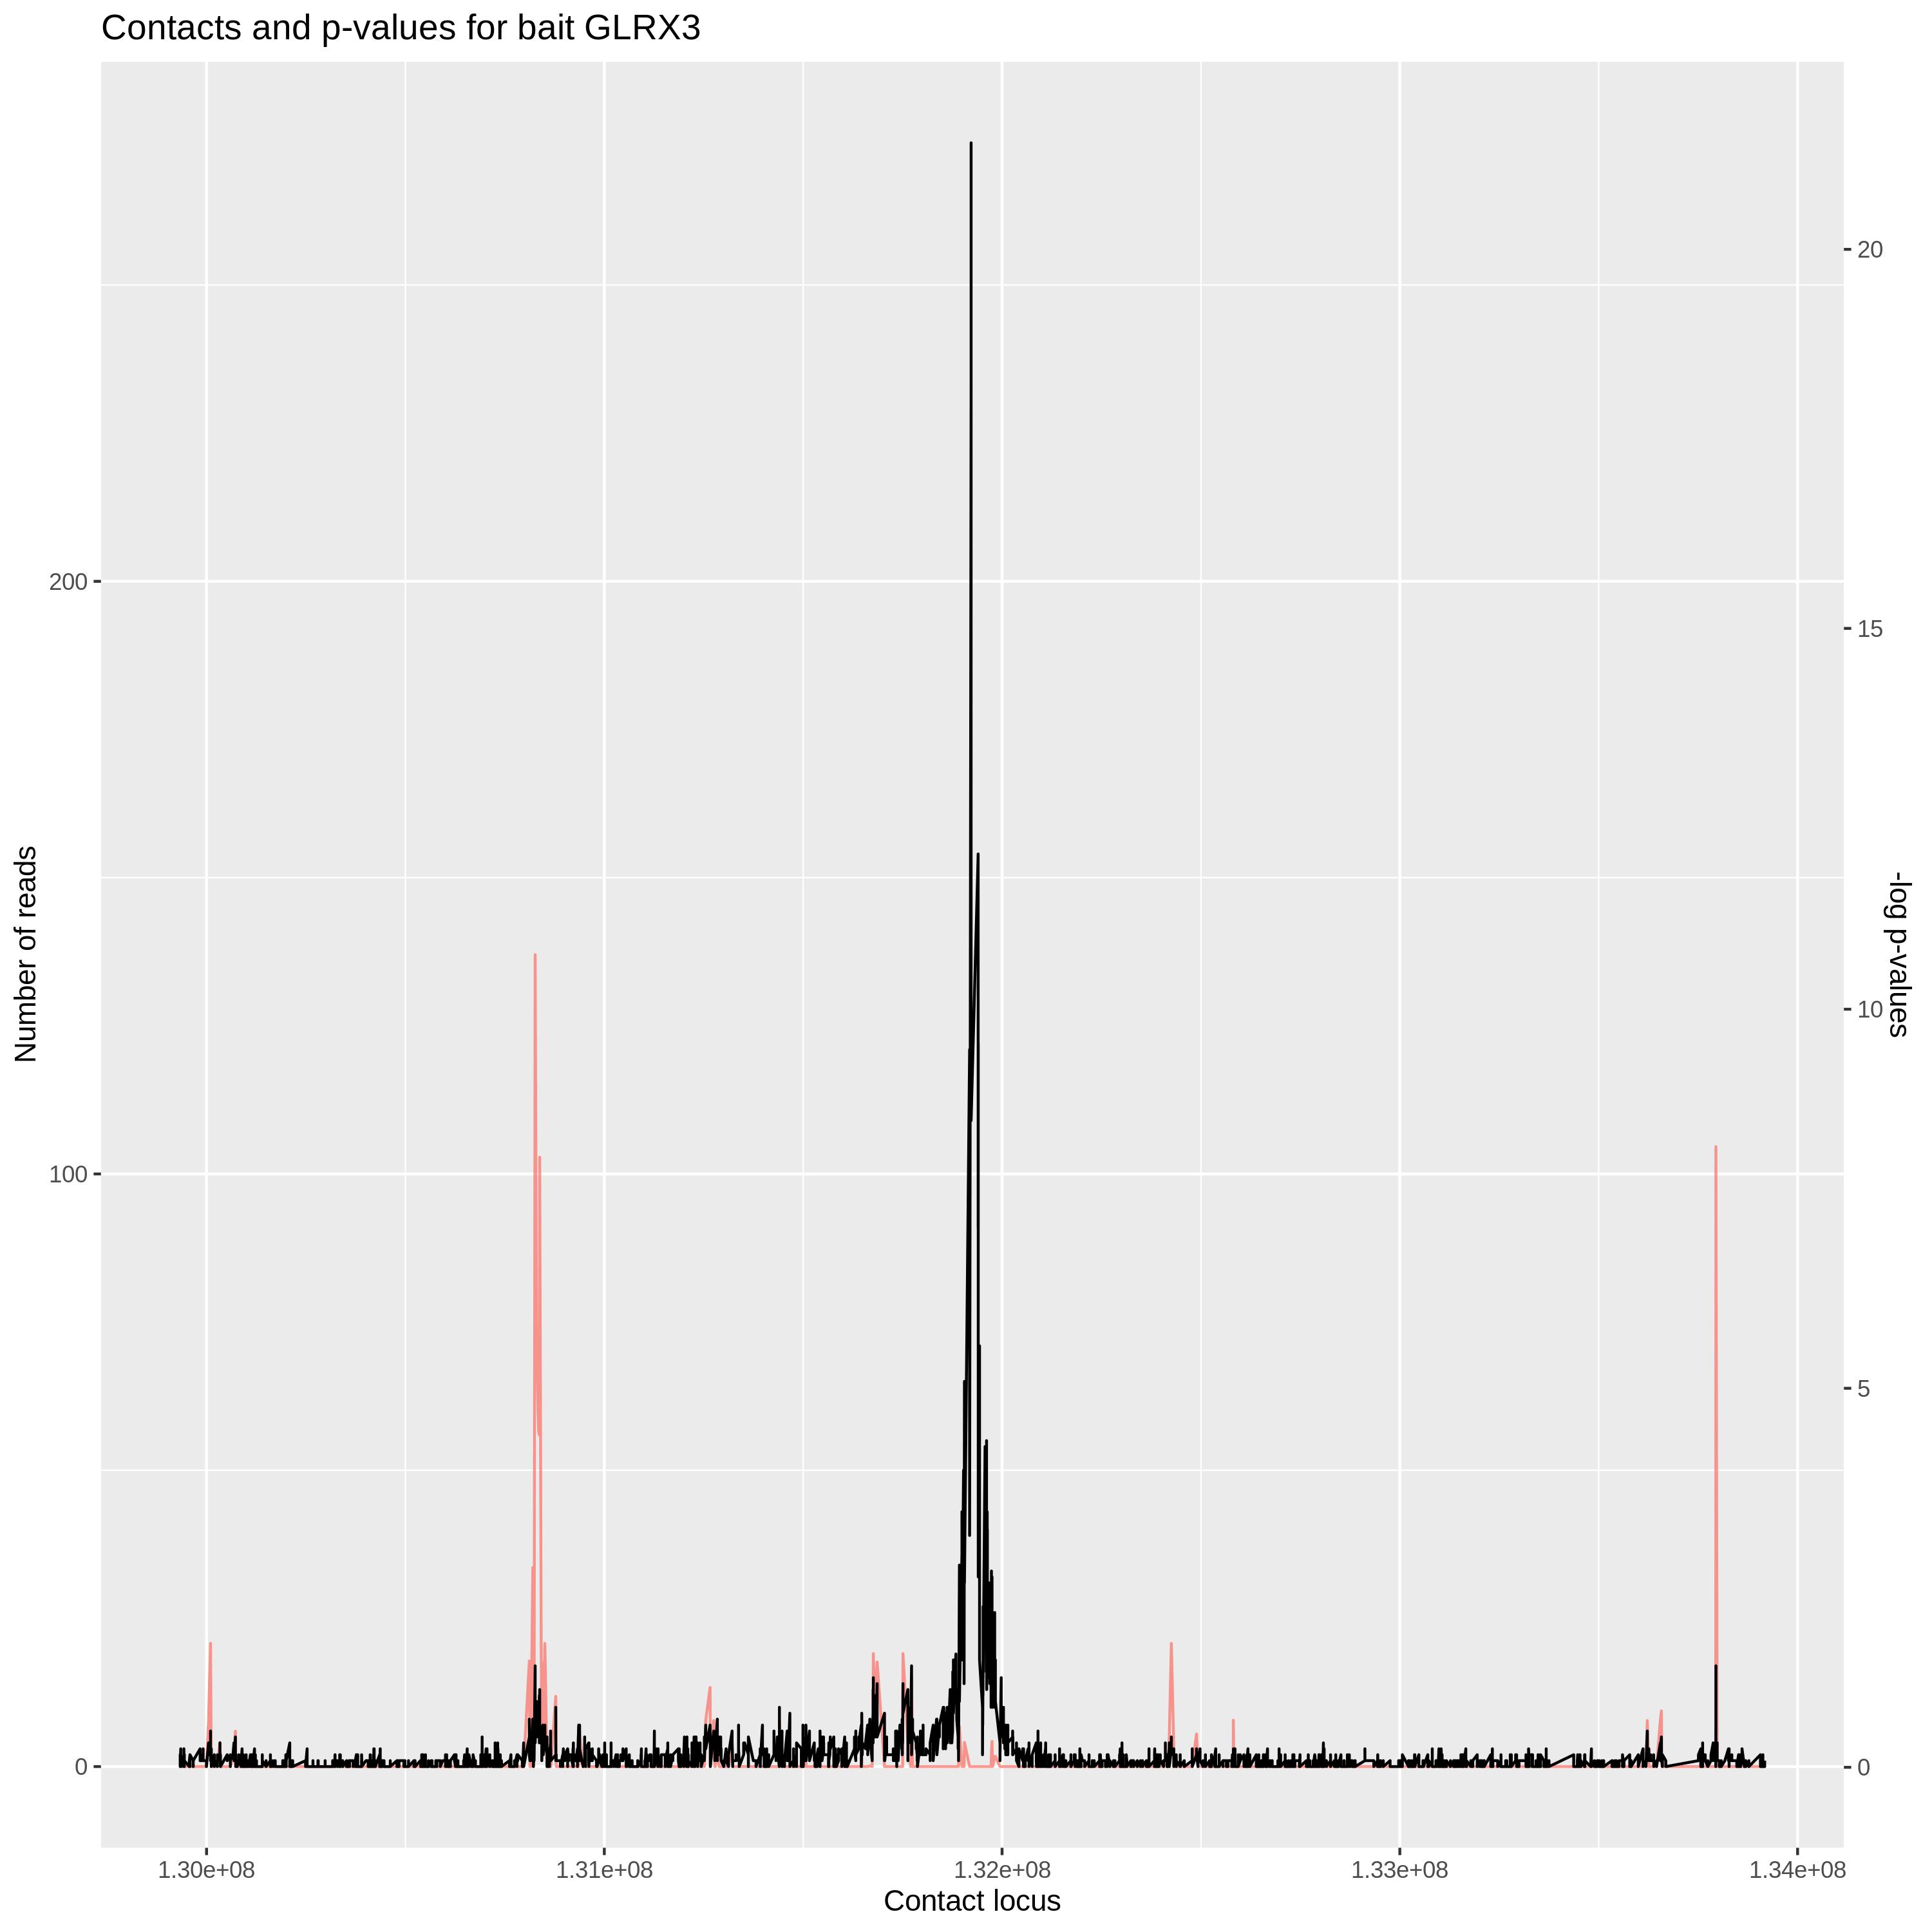 Contacts and p-values for bait GLRX3
Number of reads
200
100
0
20
15
10
5
0
-log p-values
1.30e+08
1.31e+08
1.32e+08
1.33e+08
1.34e+08
Contact locus